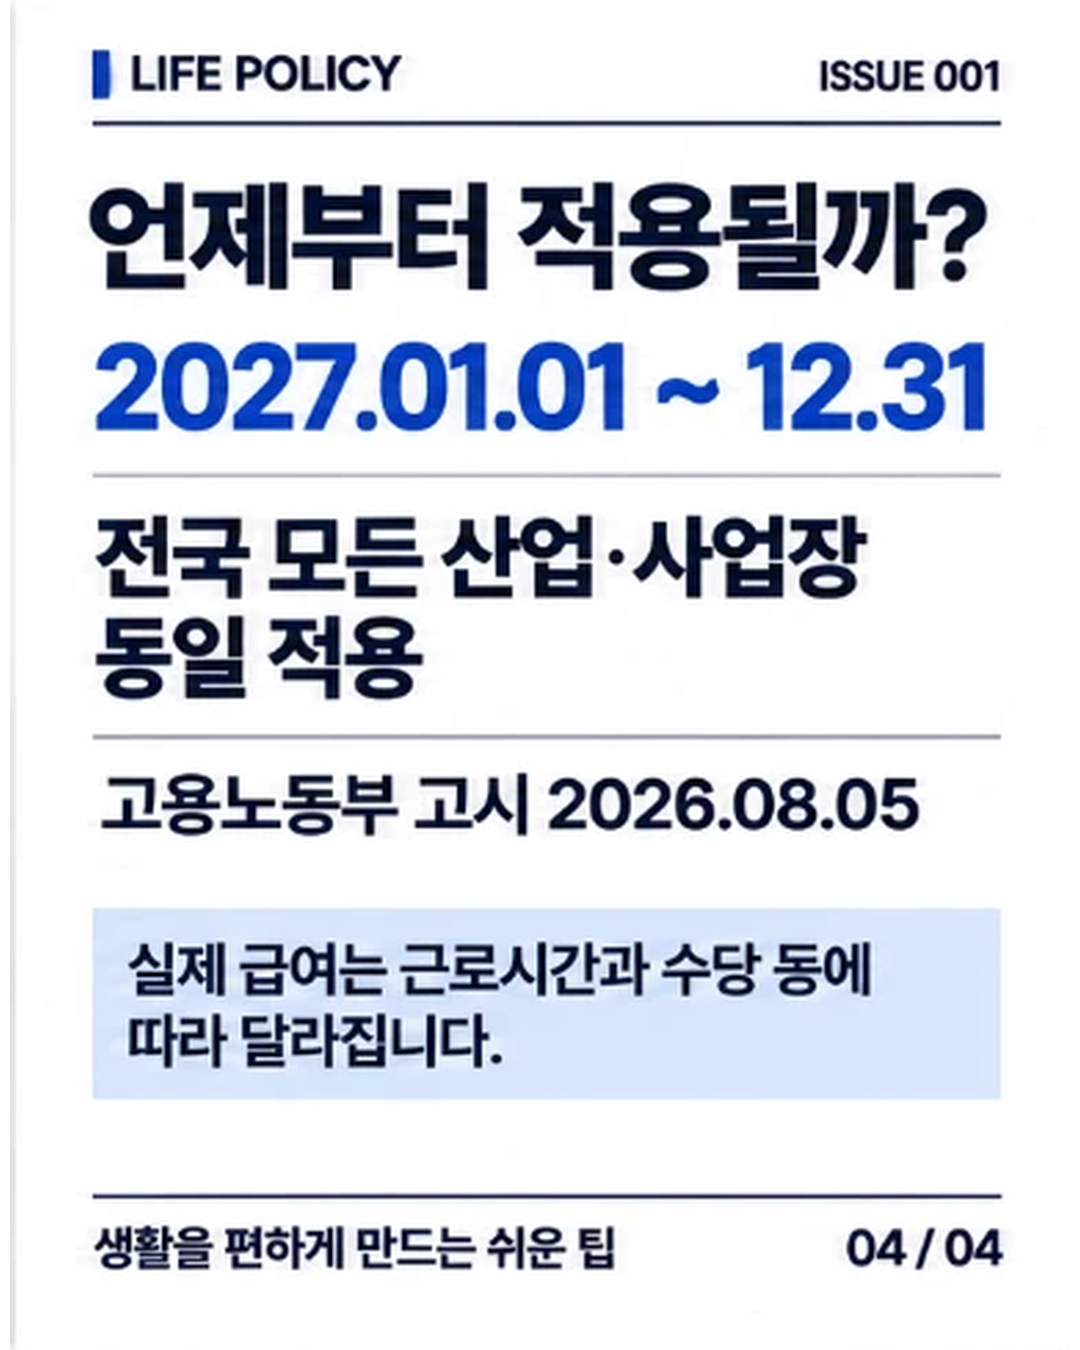 LIFE POLICY
ISSUE 001
언제부터 적용될까?
2027.01.01 ~ 12.31
전국 모든 산업·사업장
동일 적용
고용노동부 고시 2026.08.05
실제 급여는 근로시간과 수당 동에
따라 달라집니다.
생활을 편하게 만드는 쉬운 팁
04 / 04